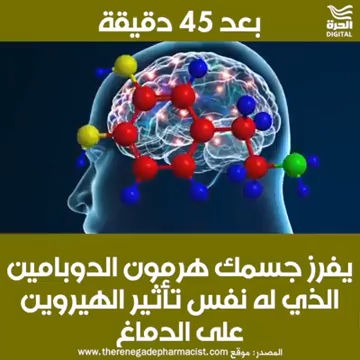 بعد 45 دقيقة
الحرة
DIGITAL
يفرز جسمك هرمون الدوبامين
الذي له نفس تأثير الهيروين
على الدماغ
المصدر: موقع www.therenegadepharmacist.com